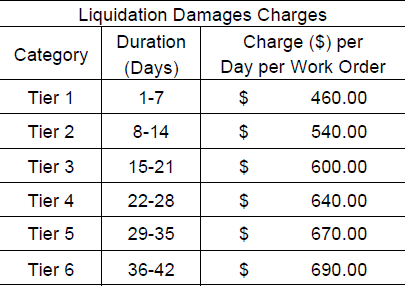 Liquidation Damages Charges
Category Duration (Days) Charge ($) per Day per Work Order
Tier 1 1-7 $ 460.00
Tier 2 8-14 $ 540.00
Tier 3 15-21 $ 600.00
Tier 4 22-28 $ 640.00
Tier 5 29-35 $ 670.00
Tier 6 36-42 $ 690.00